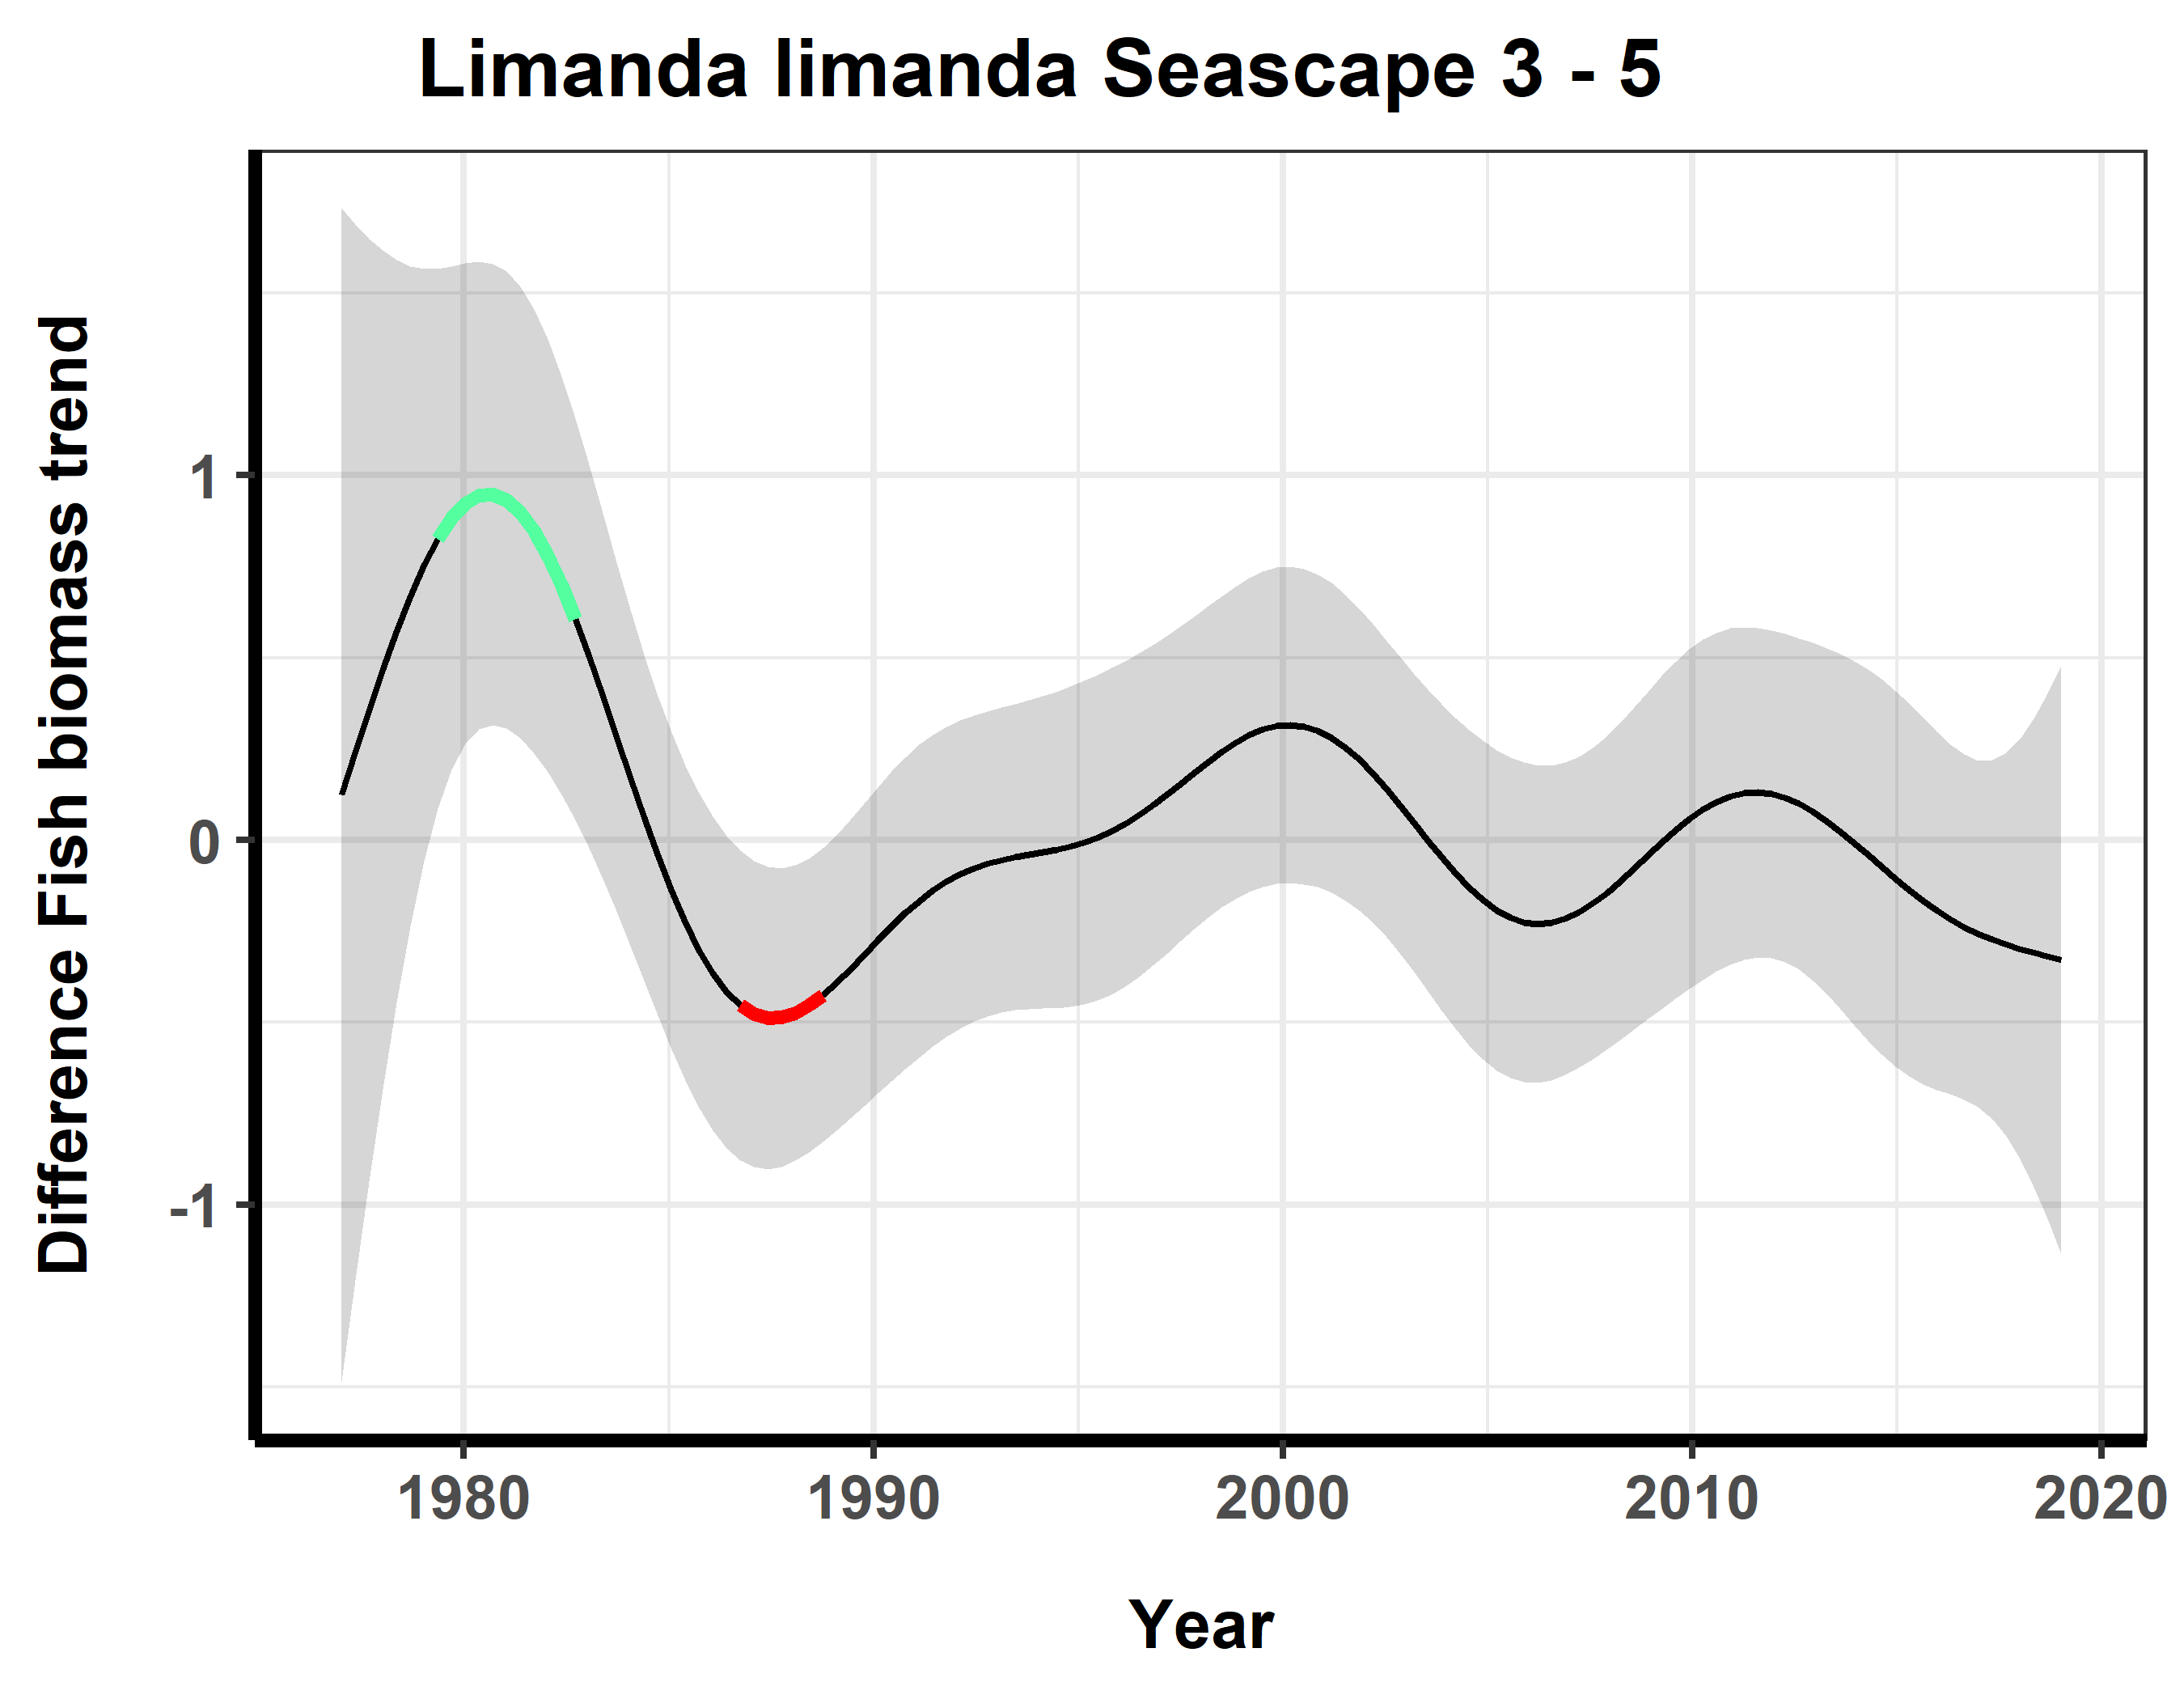 Limanda limanda Seascape 3 - 5
Difference Fish biomass trend
1
0
-1
1980
1990
2000
2010
2020
Year